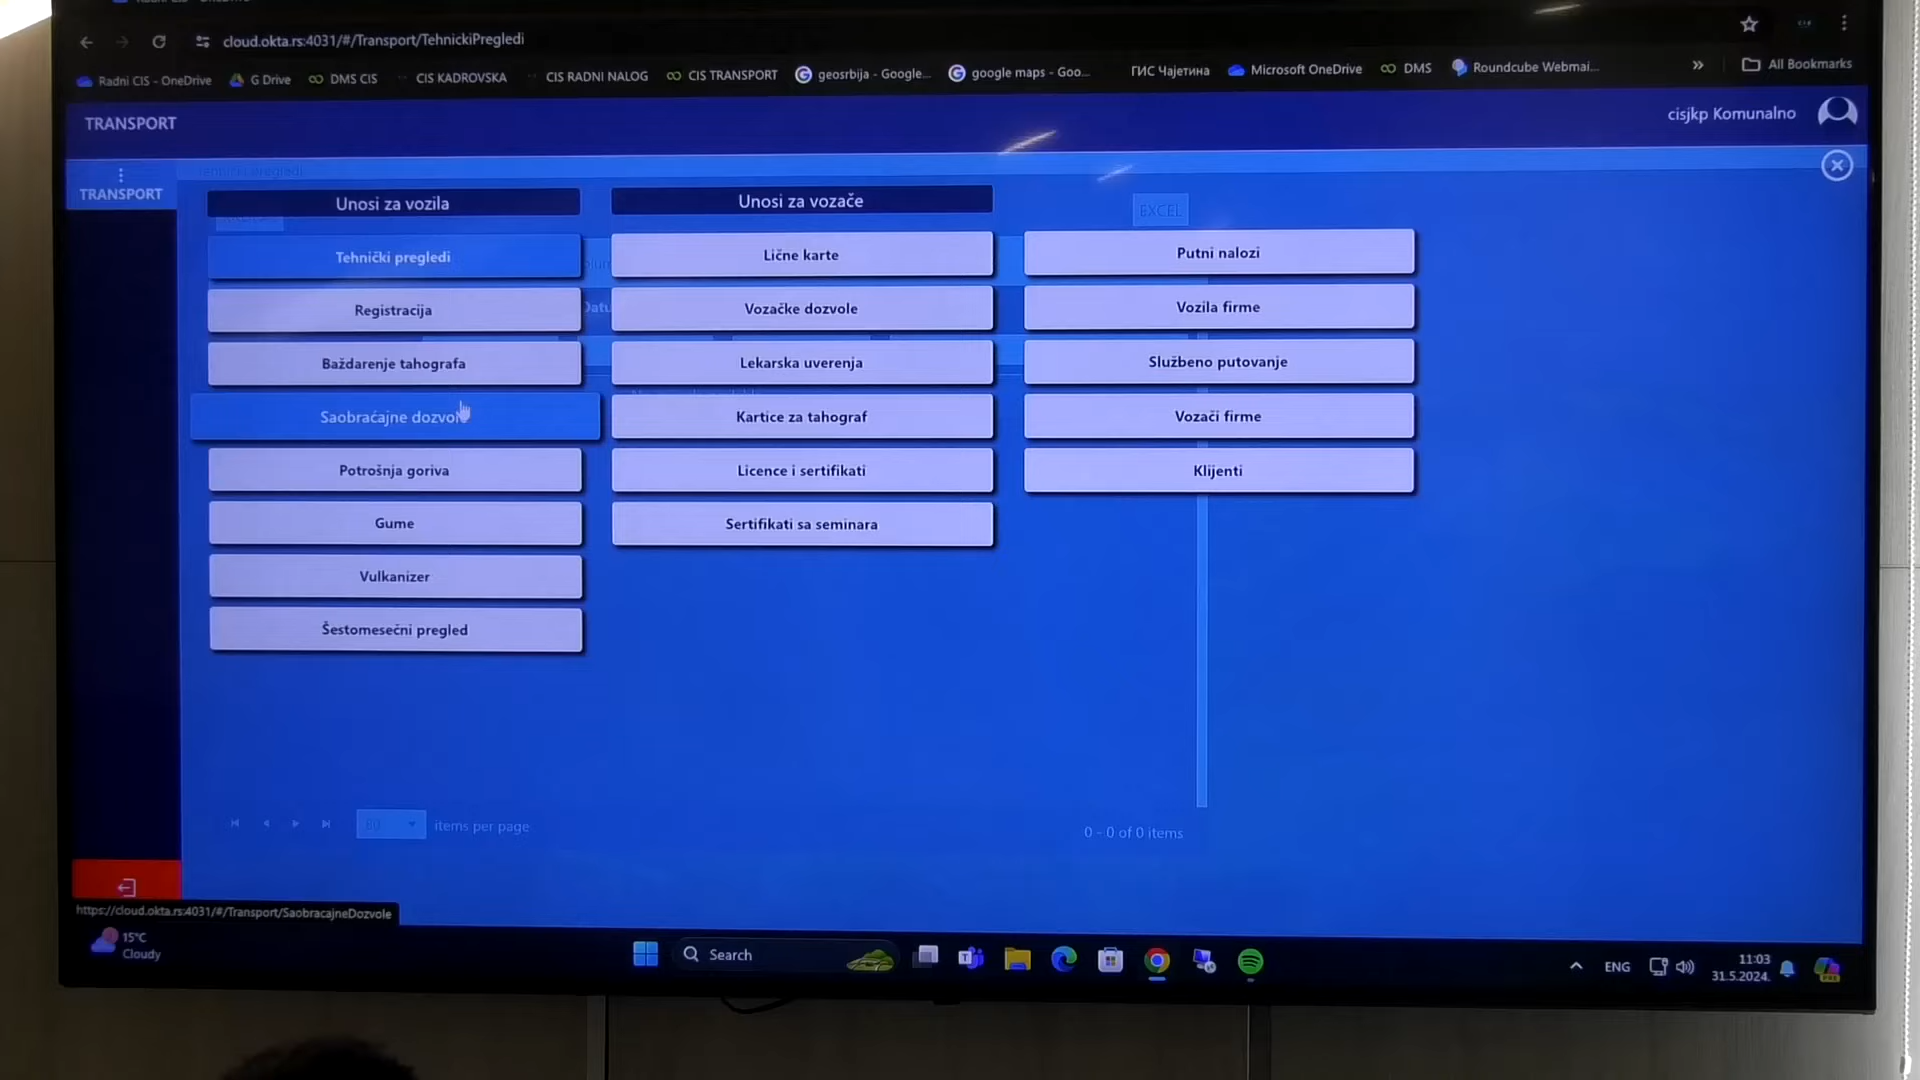 cloud.okta.rs:4031/#/Transport/TehnickiPregledi
Radni CIS - OneDrive G Drive DMS CIS CIS KADROVSKA CIS RADNI NALOG CIS TRANSPORT geosrbija - Google... google maps - Goo... ГИС Чајетина Microsoft OneDrive DMS Roundcube Webmai... » All Bookmarks
TRANSPORT
cisjkp Komunalno
TRANSPORT
Unosi za vozila
Tehnički pregledi
Registracija
Baždarenje tahografa
Saobraćajne dozvole
Potrošnja goriva
Gume
Vulkanizer
Šestomesečni pregled
Unosi za vozače
Lične karte
Vozačke dozvole
Lekarska uverenja
Kartice za tahograf
Licence i sertifikati
Sertifikati sa seminara
EXCEL
Putni nalozi
Vozila firme
Službeno putovanje
Vozači firme
Klijenti
items per page
0 - 0 of 0 items
https://cloud.okta.rs:4031/#/Transport/SaobracajneDozvole
15°C
Cloudy
Search
ENG
11:03
31.5.2024.